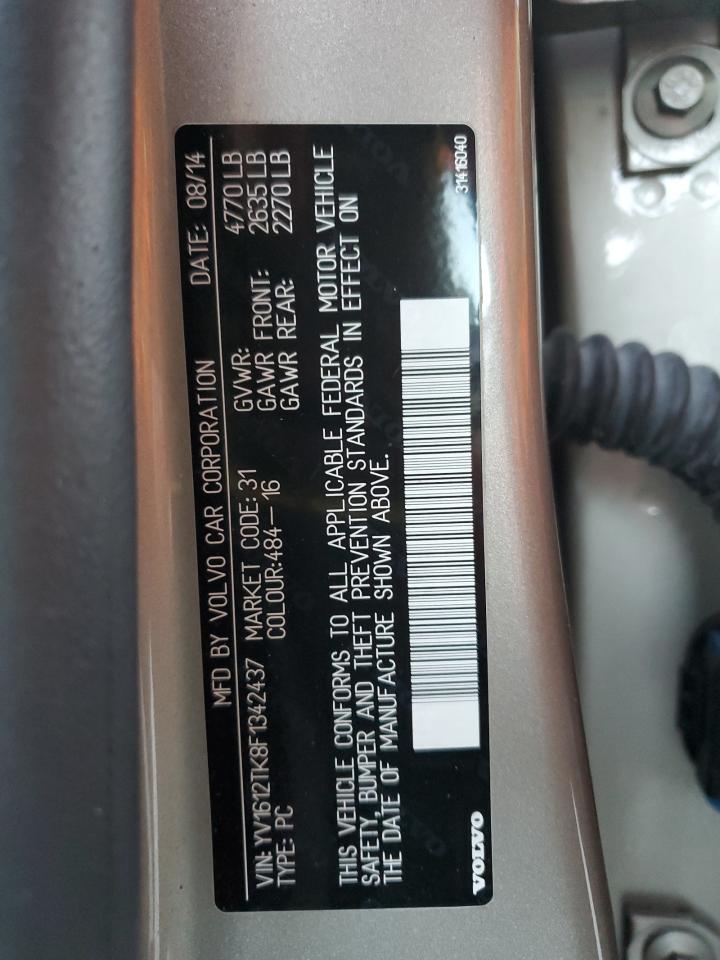 MFD BY VOLVO CAR CORPORATION DATE: 08/14
VIN: YV1612TK8F1342437 MARKET CODE: 31 GVWR: 4770 LB
TYPE: PC COLOUR:484—16 GAWR FRONT: 2635 LB
GAWR REAR: 2270 LB
THIS VEHICLE CONFORMS TO ALL APPLICABLE FEDERAL MOTOR VEHICLE
SAFETY, BUMPER AND THEFT PREVENTION STANDARDS IN EFFECT ON
THE DATE OF MANUFACTURE SHOWN ABOVE.
VOLVO
31416040